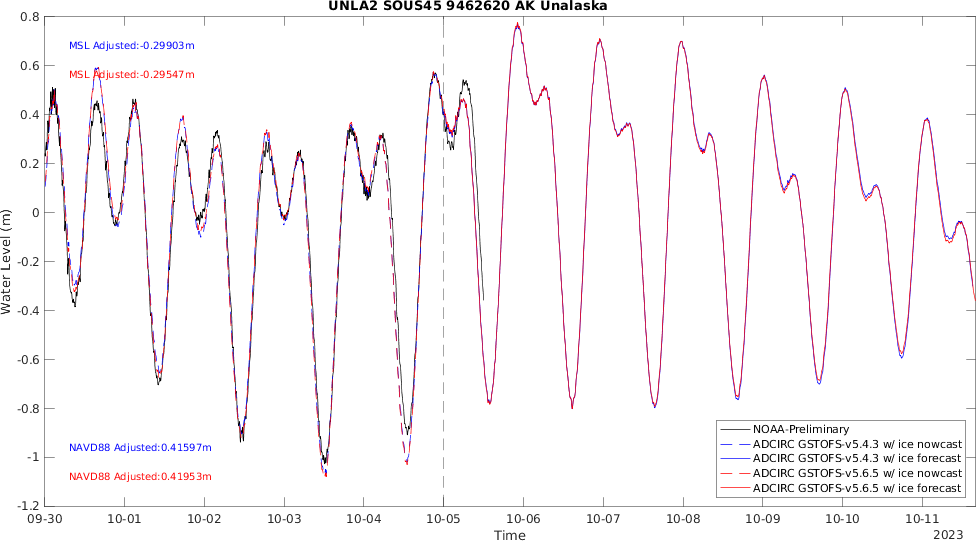 UNLA2 SOUS45 9462620 AK Unalaska
0.8
0.6
0.4
0.2
0
-0.2
-0.4
-0.6
-0.8
-1
-1.2
Water Level (m)
MSL Adjusted:-0.29903m
MSL Adjusted:-0.29547m
NAVD88 Adjusted:0.41597m
NAVD88 Adjusted:0.41953m
NOAA-Preliminary
ADCIRC GSTOFS-v5.4.3 w/ ice nowcast
ADCIRC GSTOFS-v5.4.3 w/ ice forecast
ADCIRC GSTOFS-v5.6.5 w/ ice nowcast
ADCIRC GSTOFS-v5.6.5 w/ ice forecast
09-30 10-01 10-02 10-03 10-04 10-05 10-06 10-07 10-08 10-09 10-10 10-11
Time
2023